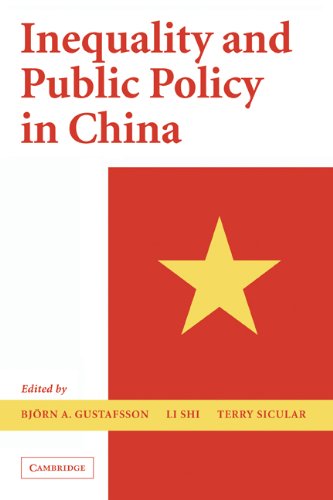 Inequality and
Public Policy
in China
Edited by
BJÖRN A. GUSTAFSSON LI SHI TERRY SICULAR
CAMBRIDGE